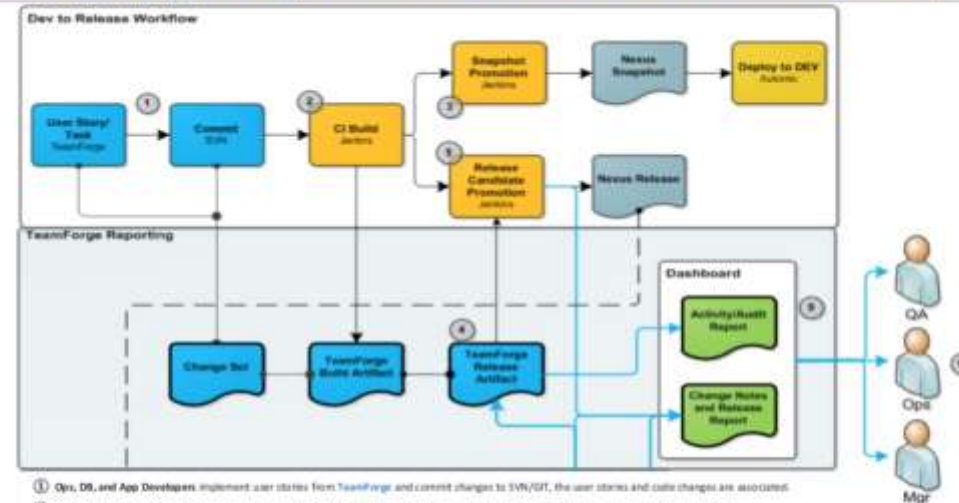 Dev to Release Workflow
Snapshot
Promotion
Jenkins
Nexus
Snapshot
Deploy to DEV
1
2
3
User Story/
Task
TeamForge
Commit
SVN
CI Build
Jenkins
5
Release
Candidate
Promotion
Jenkins
Nexus Release
TeamForge Reporting
Dashboard
Activity/Audit
Report
QA
4
Change Set
TeamForge
Build Artifact
TeamForge
Release
Artifact
Change Notes
and Release
Report
Ops
Mgr
1 Ops, DB, and App Developers implement user stories from TeamForge and commit changes to SVN/GIT, the user stories and code changes are associated.